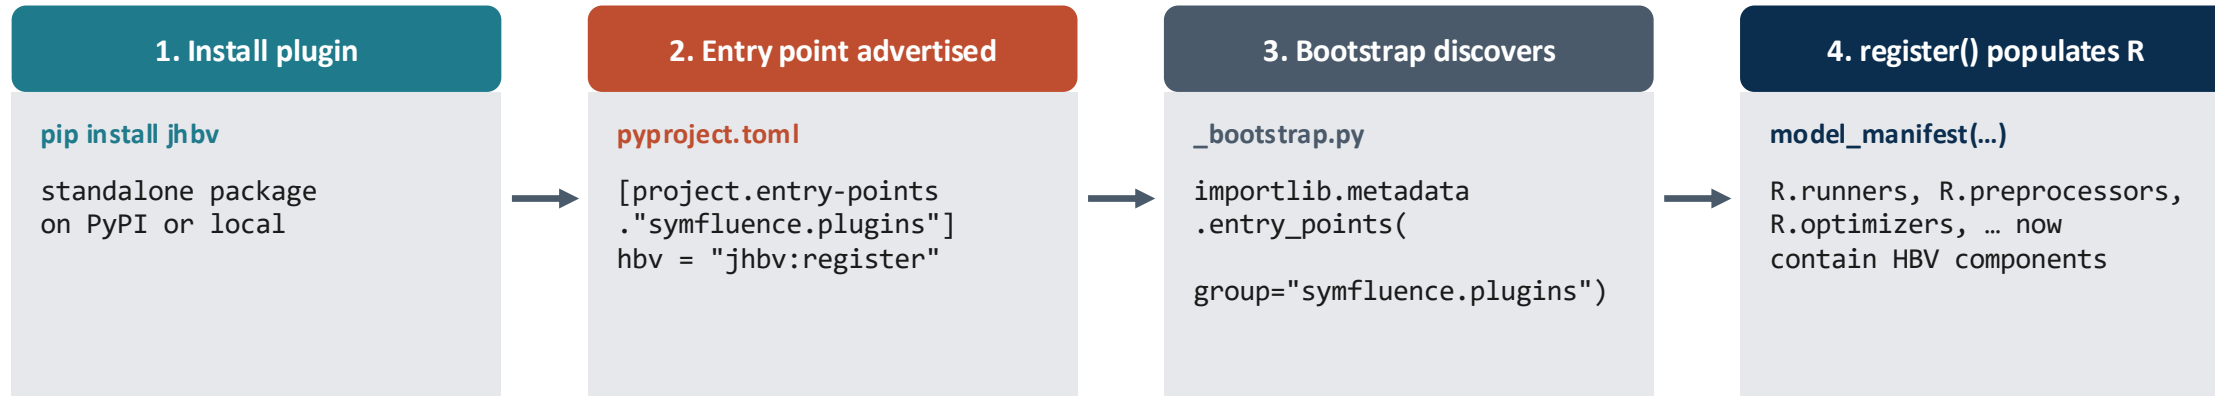 1. Install plugin
pip install jhbv
standalone package
on PyPI or local
2. Entry point advertised
pyproject.toml
[project.entry-points
."symfluence.plugins"]
hbv = "jhbv:register"
3. Bootstrap discovers
_bootstrap.py
importlib.metadata
.entry_points(
group="symfluence.plugins")
4. register() populates R
model_manifest(…)
R.runners, R.preprocessors,
R.optimizers, … now
contain HBV components